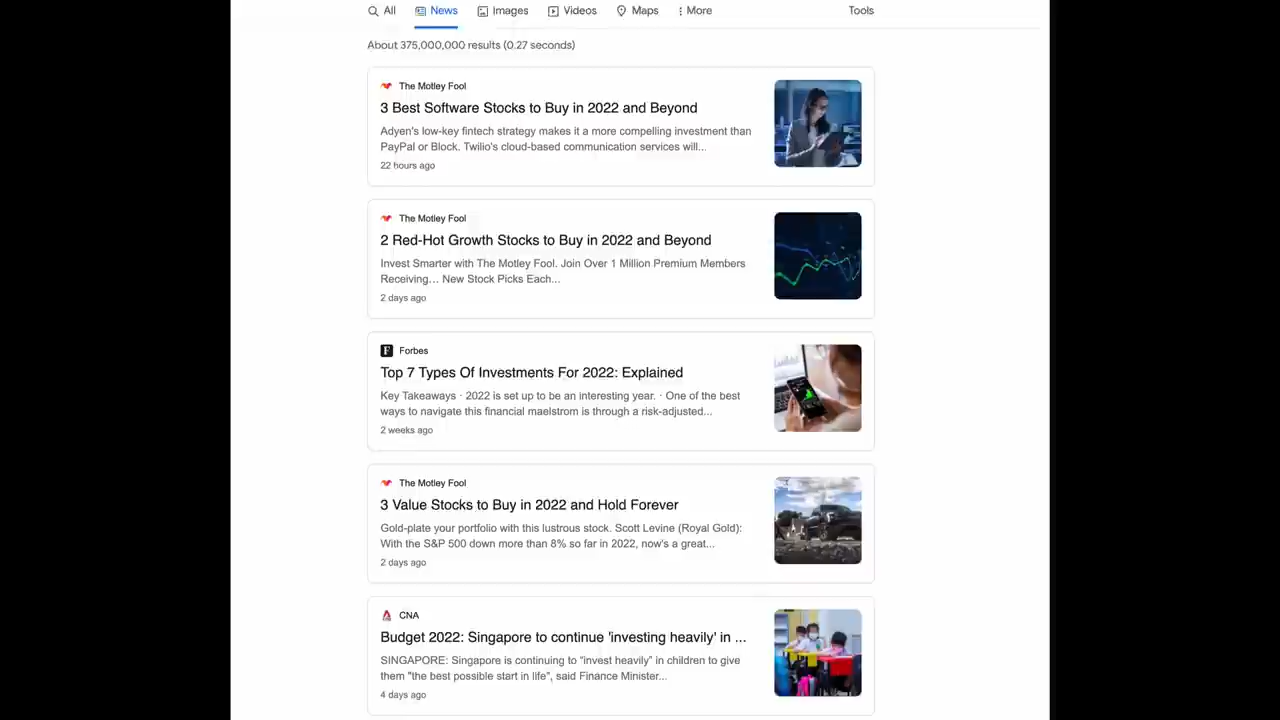 All News Images Videos Maps More Tools
About 375,000,000 results (0.27 seconds)
The Motley Fool
3 Best Software Stocks to Buy in 2022 and Beyond
Adyen's low-key fintech strategy makes it a more compelling investment than
PayPal or Block. Twilio's cloud-based communication services will...
22 hours ago
The Motley Fool
2 Red-Hot Growth Stocks to Buy in 2022 and Beyond
Invest Smarter with The Motley Fool. Join Over 1 Million Premium Members
Receiving… New Stock Picks Each...
2 days ago
F Forbes
Top 7 Types Of Investments For 2022: Explained
Key Takeaways · 2022 is set up to be an interesting year. · One of the best
ways to navigate this financial maelstrom is through a risk-adjusted...
2 weeks ago
The Motley Fool
3 Value Stocks to Buy in 2022 and Hold Forever
Gold-plate your portfolio with this lustrous stock. Scott Levine (Royal Gold):
With the S&P 500 down more than 8% so far in 2022, now's a great...
2 days ago
CNA
Budget 2022: Singapore to continue 'investing heavily' in ...
SINGAPORE: Singapore is continuing to “invest heavily” in children to give
them "the best possible start in life", said Finance Minister...
4 days ago